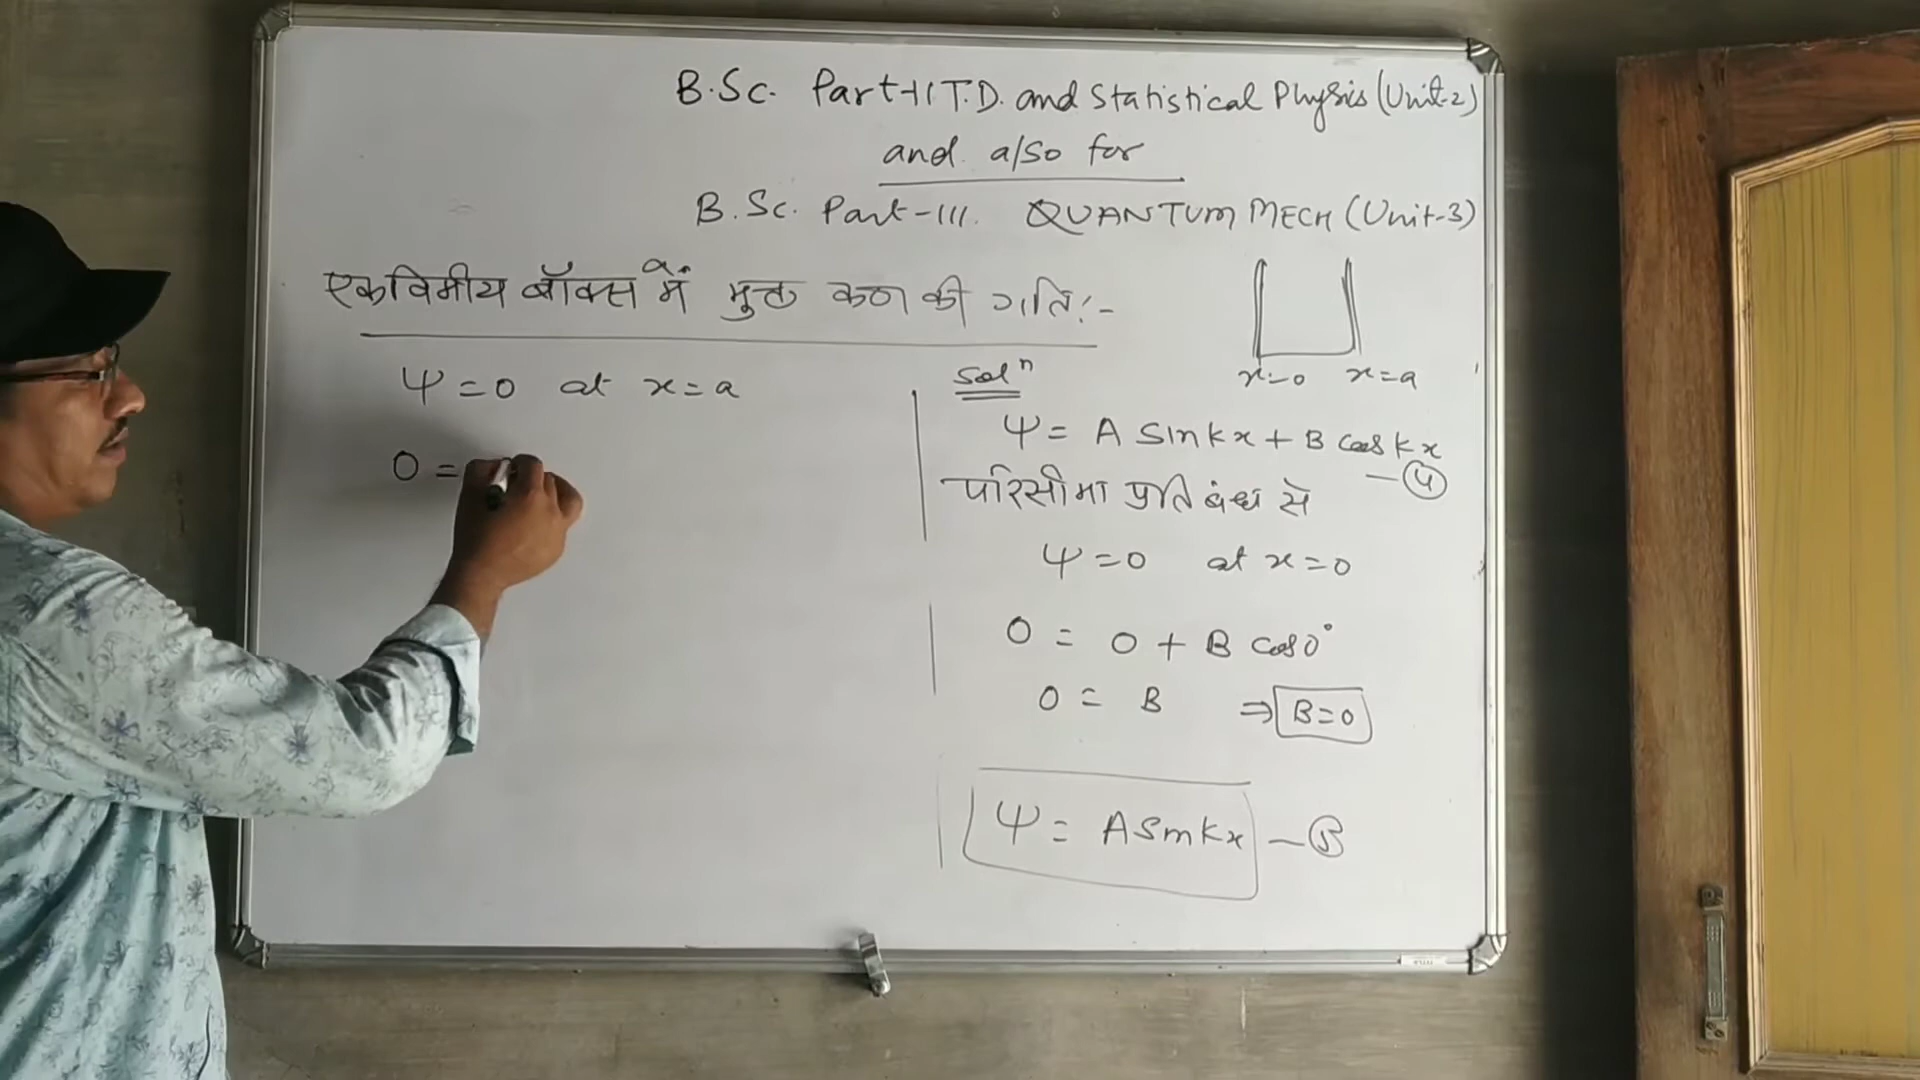 B.Sc. Part-II T.D. and Statistical Physics (Unit-2)
and also for
B.Sc. Part-III. QUANTUM MECH (Unit-3)
एकविमीय बॉक्स में मुक्त कण की गति:-
x=0 x=a
ψ = 0 at x = a
0 =
Solⁿ
ψ = A sin kx + B cos kx
— ④
परिसीमा प्रतिबंध से
ψ = 0 at x = 0
0 = 0 + B cos 0°
0 = B ⇒ B = 0
ψ = A sin kx — ⑤